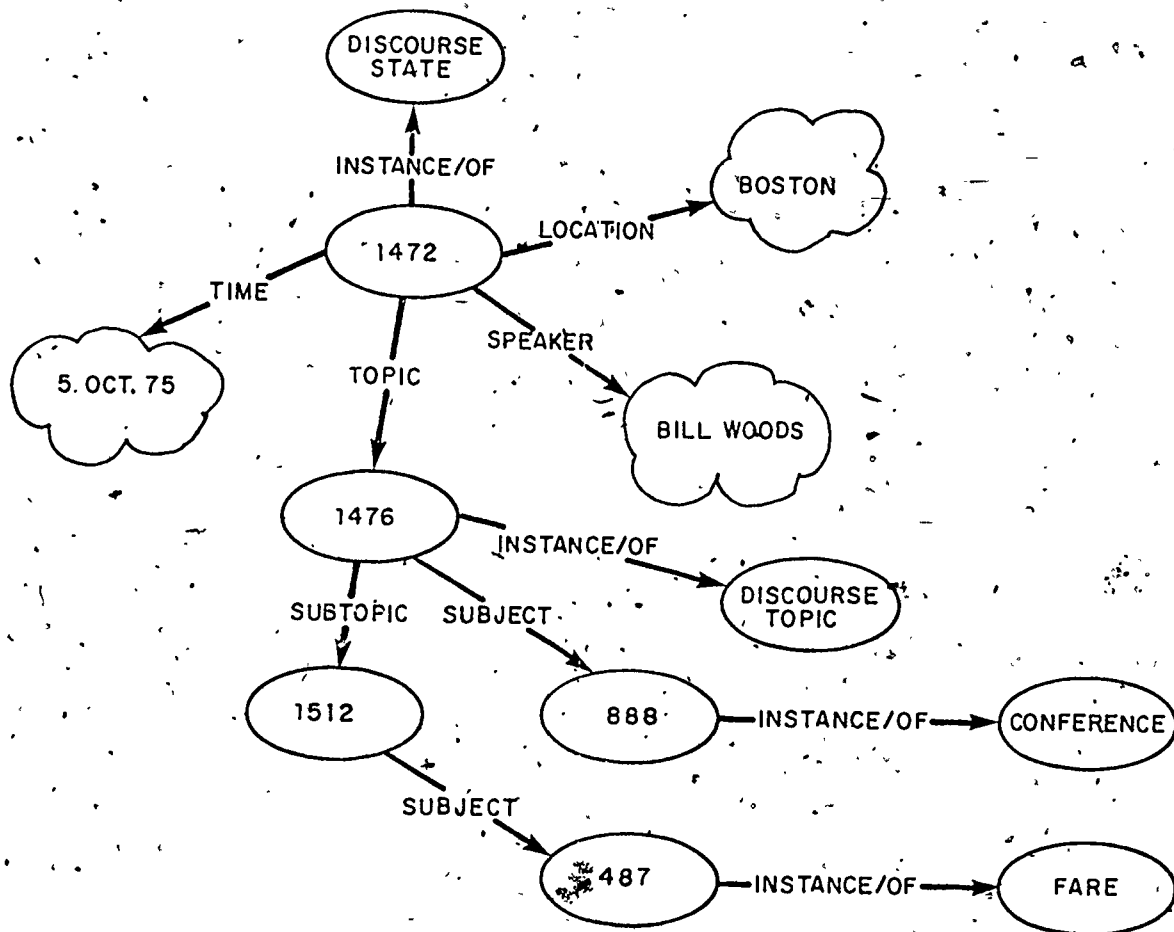 DISCOURSE
STATE
INSTANCE/OF
BOSTON
LOCATION
1472
TIME
SPEAKER
5. OCT. 75
TOPIC
BILL WOODS
1476
INSTANCE/OF
DISCOURSE
TOPIC
SUBTOPIC
SUBJECT
1512
888
INSTANCE/OF
CONFERENCE
SUBJECT
487
INSTANCE/OF
FARE